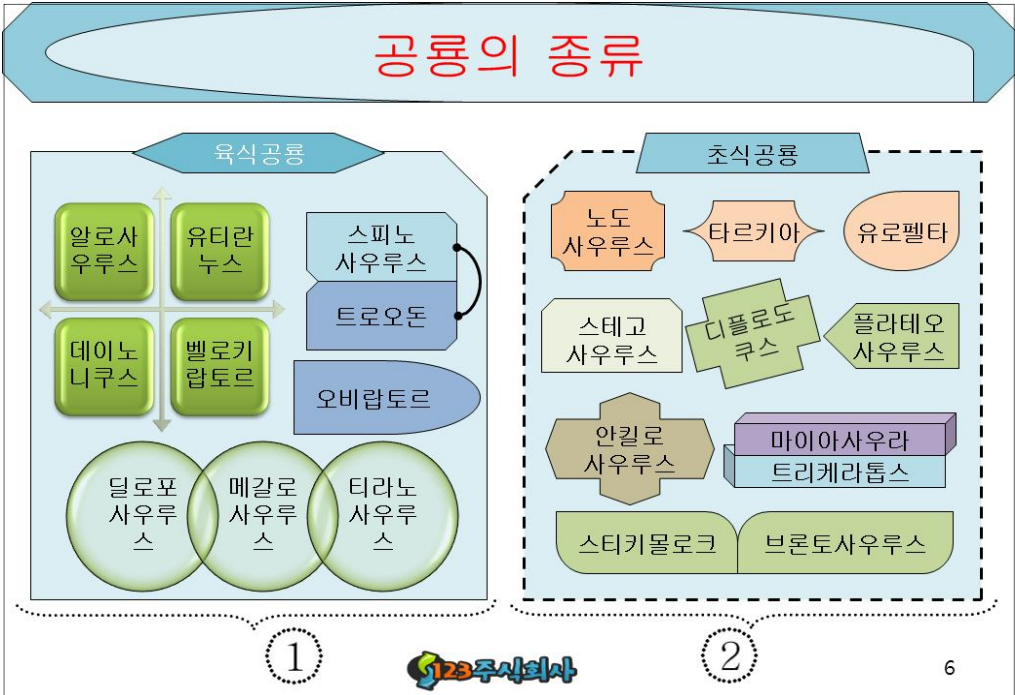 공룡의 종류
육식공룡
알로사
우루스
유티란
누스
데이노
니쿠스
벨로키
랍토르
스피노
사우루스
트로오돈
오비랍토르
딜로포
사우루
스
메갈로
사우루
스
티라노
사우루
스
1
초식공룡
노도
사우루스
타르키아
유로펠타
스테고
사우루스
디플로도
쿠스
플라테오
사우루스
안킬로
사우루스
마이아사우라
트리케라톱스
스티키몰로크
브론토사우루스
2
123주식회사
6